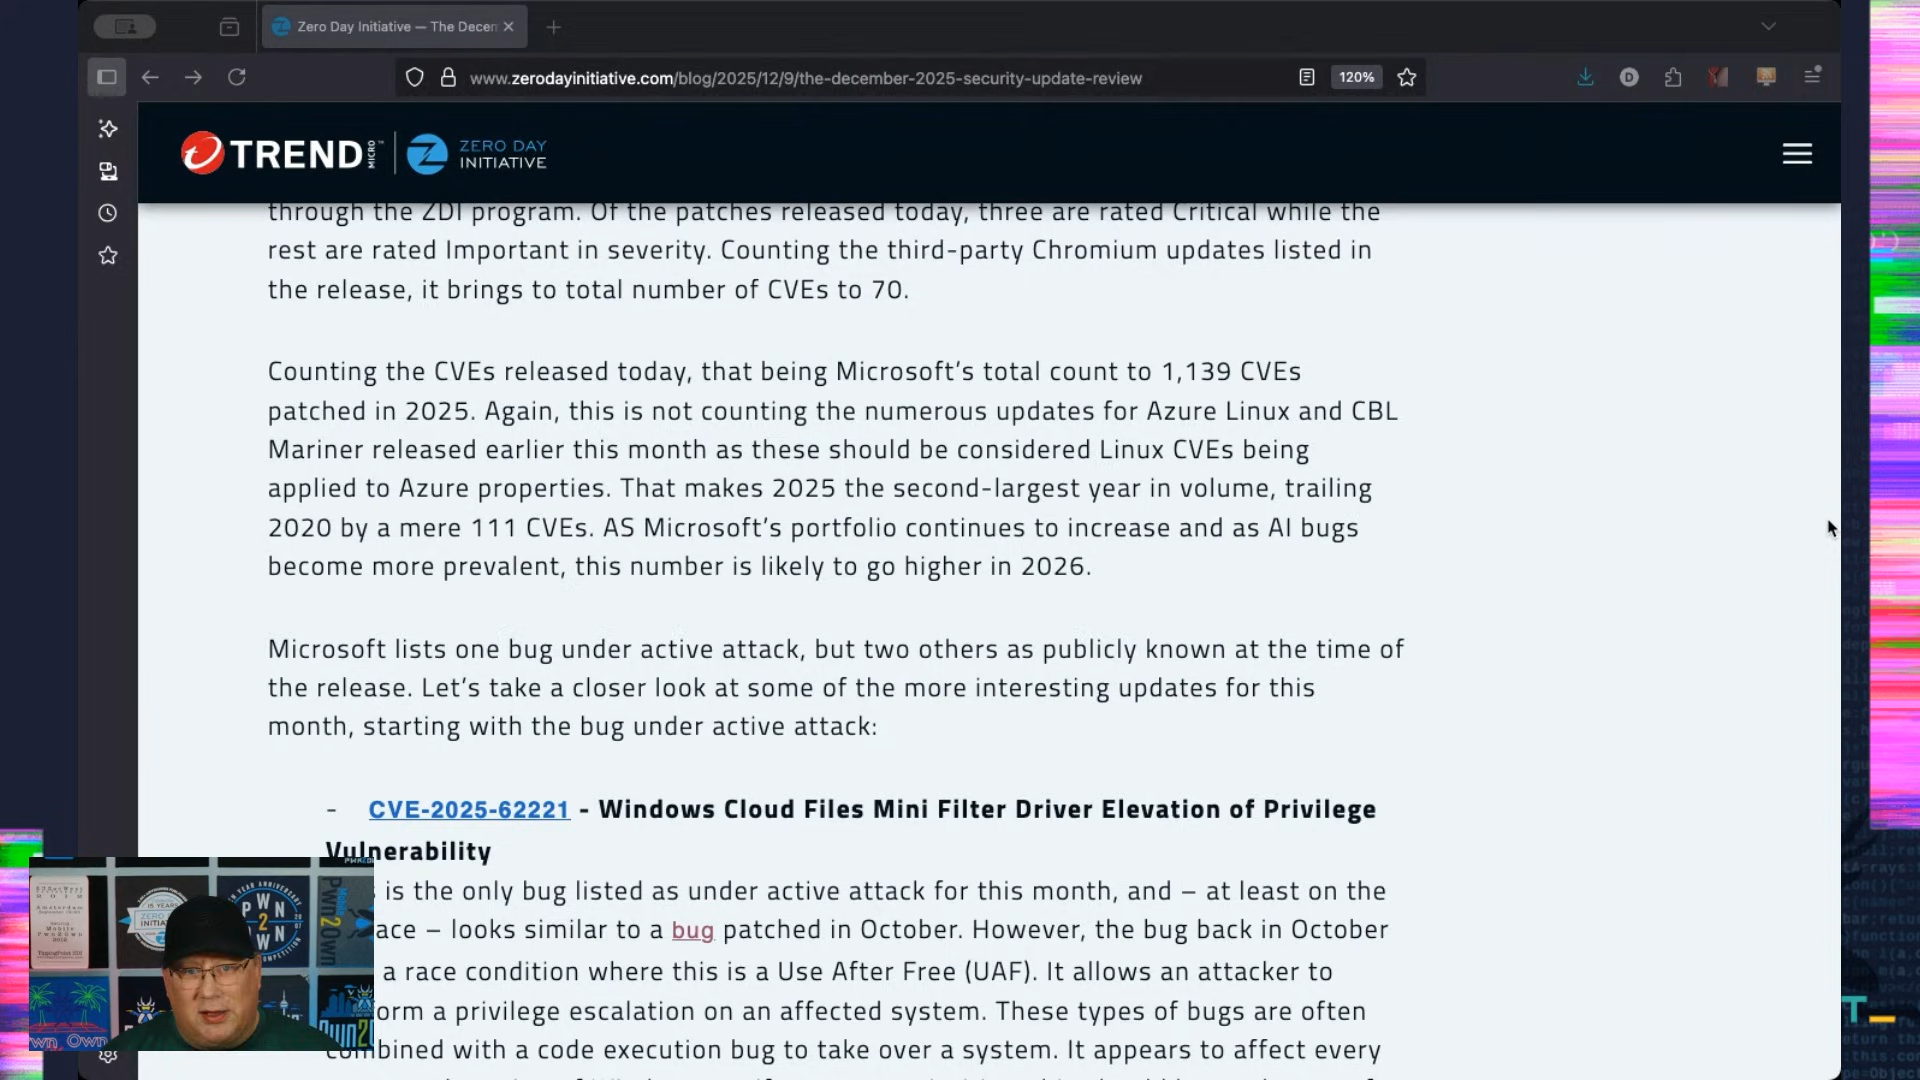 Zero Day Initiative — The Decen
www.zerodayinitiative.com/blog/2025/12/9/the-december-2025-security-update-review
120%
D
TREND MICRO
ZERO DAY
INITIATIVE
through the ZDI program. Of the patches released today, three are rated Critical while the
rest are rated Important in severity. Counting the third-party Chromium updates listed in
the release, it brings to total number of CVEs to 70.
Counting the CVEs released today, that being Microsoft's total count to 1,139 CVEs
patched in 2025. Again, this is not counting the numerous updates for Azure Linux and CBL
Mariner released earlier this month as these should be considered Linux CVEs being
applied to Azure properties. That makes 2025 the second-largest year in volume, trailing
2020 by a mere 111 CVEs. AS Microsoft's portfolio continues to increase and as AI bugs
become more prevalent, this number is likely to go higher in 2026.
Microsoft lists one bug under active attack, but two others as publicly known at the time of
the release. Let's take a closer look at some of the more interesting updates for this
month, starting with the bug under active attack:
- CVE-2025-62221 - Windows Cloud Files Mini Filter Driver Elevation of Privilege
Vulnerability
is the only bug listed as under active attack for this month, and – at least on the
ace – looks similar to a bug patched in October. However, the bug back in October
a race condition where this is a Use After Free (UAF). It allows an attacker to
orm a privilege escalation on an affected system. These types of bugs are often
combined with a code execution bug to take over a system. It appears to affect every
PWN
2
OWN
T_